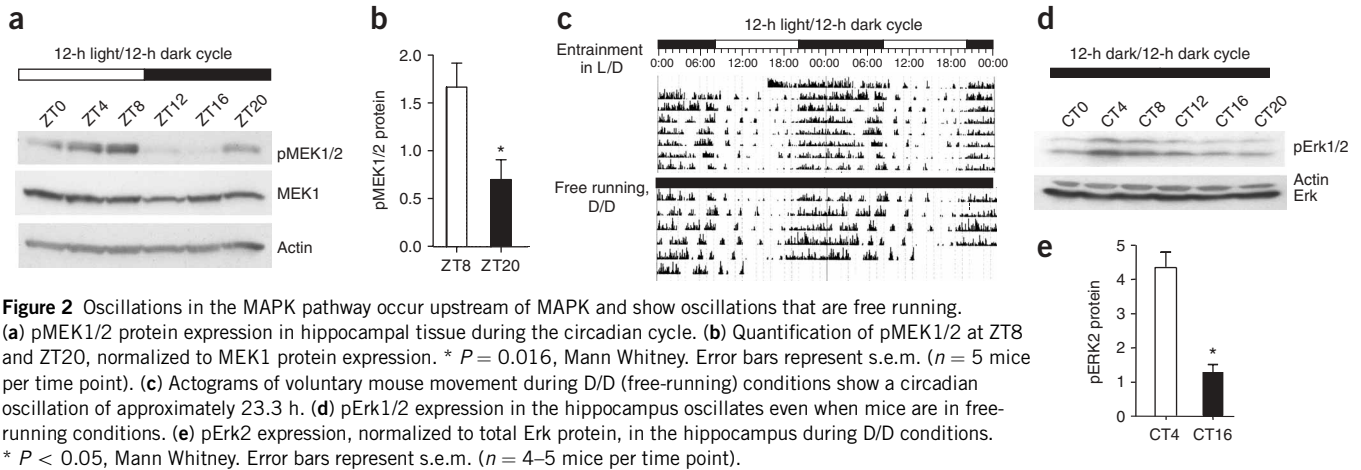 a
12-h light/12-h dark cycle
ZT0 ZT4 ZT8 ZT12 ZT16 ZT20
pMEK1/2
MEK1
Actin
b
pMEK1/2 protein
2.0
1.5
1.0
0.5
0.0
*
ZT8 ZT20
c
12-h light/12-h dark cycle
Entrainment
in L/D
0:00 06:00 12:00 18:00 00:00 06:00 12:00 18:00 00:00
Free running,
D/D
d
12-h dark/12-h dark cycle
CT0 CT4 CT8 CT12 CT16 CT20
pErk1/2
Actin
Erk
e
pERK2 protein
5
4
3
2
1
0
*
CT4 CT16
Figure 2 Oscillations in the MAPK pathway occur upstream of MAPK and show oscillations that are free running.
(a) pMEK1/2 protein expression in hippocampal tissue during the circadian cycle. (b) Quantification of pMEK1/2 at ZT8
and ZT20, normalized to MEK1 protein expression. * P = 0.016, Mann Whitney. Error bars represent s.e.m. (n = 5 mice
per time point). (c) Actograms of voluntary mouse movement during D/D (free-running) conditions show a circadian
oscillation of approximately 23.3 h. (d) pErk1/2 expression in the hippocampus oscillates even when mice are in free-
running conditions. (e) pErk2 expression, normalized to total Erk protein, in the hippocampus during D/D conditions.
* P < 0.05, Mann Whitney. Error bars represent s.e.m. (n = 4–5 mice per time point).